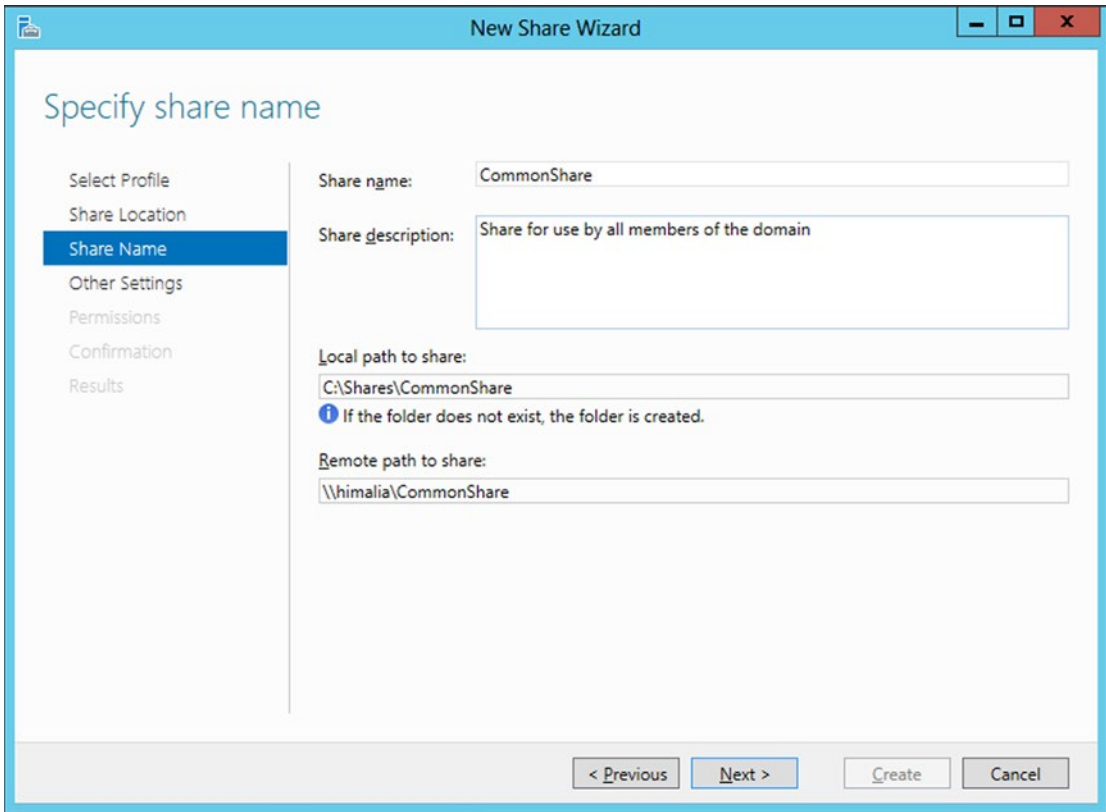 New Share Wizard
Specify share name
Select Profile
Share Location
Share Name
Other Settings
Permissions
Confirmation
Results
Share name:
CommonShare
Share description:
Share for use by all members of the domain
Local path to share:
C:\Shares\CommonShare
If the folder does not exist, the folder is created.
Remote path to share:
\\himalia\CommonShare
< Previous
Next >
Create
Cancel